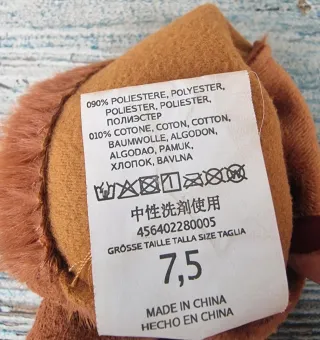 090% POLIESTERE, POLYESTER,
POLIESTER, POLIESTER,
ПОЛИЭСТЕР
010% COTONE, COTON, COTTON,
BAUMWOLLE, ALGODON,
ALGODAO, PAMUK,
ХЛОПОК, BAVLNA
中性洗剤使用
456402280005
GRÖSSE TAILLE TALLA SIZE TAGLIA
7,5
MADE IN CHINA
HECHO EN CHINA